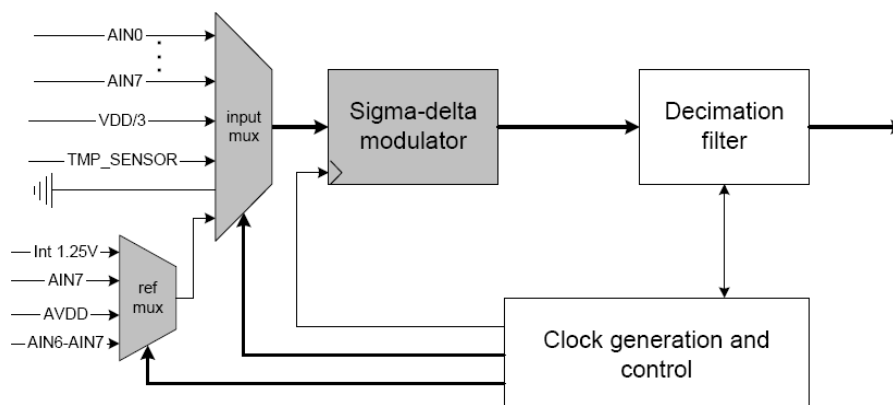 AIN0
AIN7
VDD/3
TMP_SENSOR
input
mux
Sigma-delta
modulator
Decimation
filter
Int 1.25V
AIN7
AVDD
AIN6-AIN7
ref
mux
Clock generation and
control